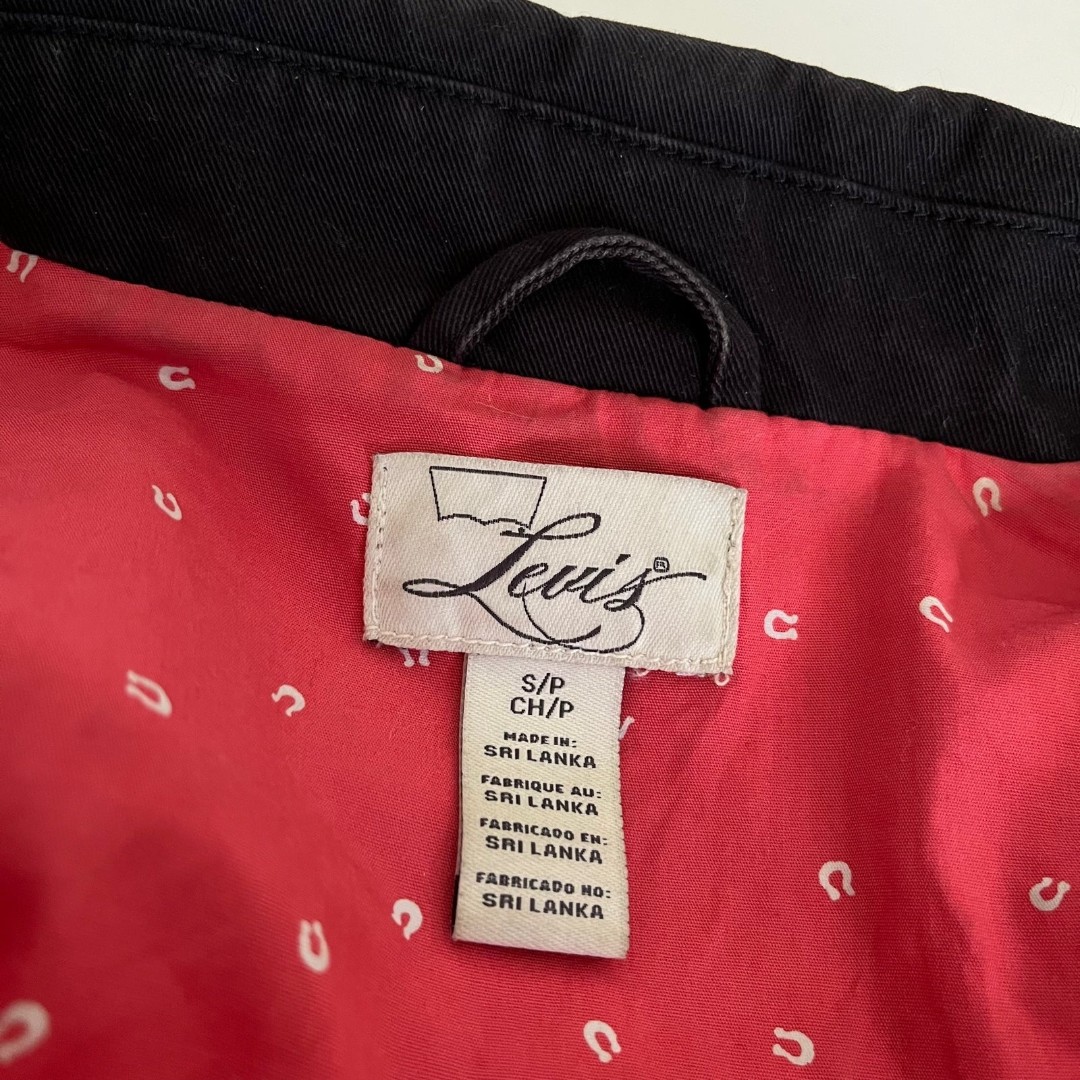 Levi's®
S/P
CH/P
MADE IN:
SRI LANKA
FABRIQUE AU:
SRI LANKA
FABRICADO EN:
SRI LANKA
FABRICADO NO:
SRI LANKA